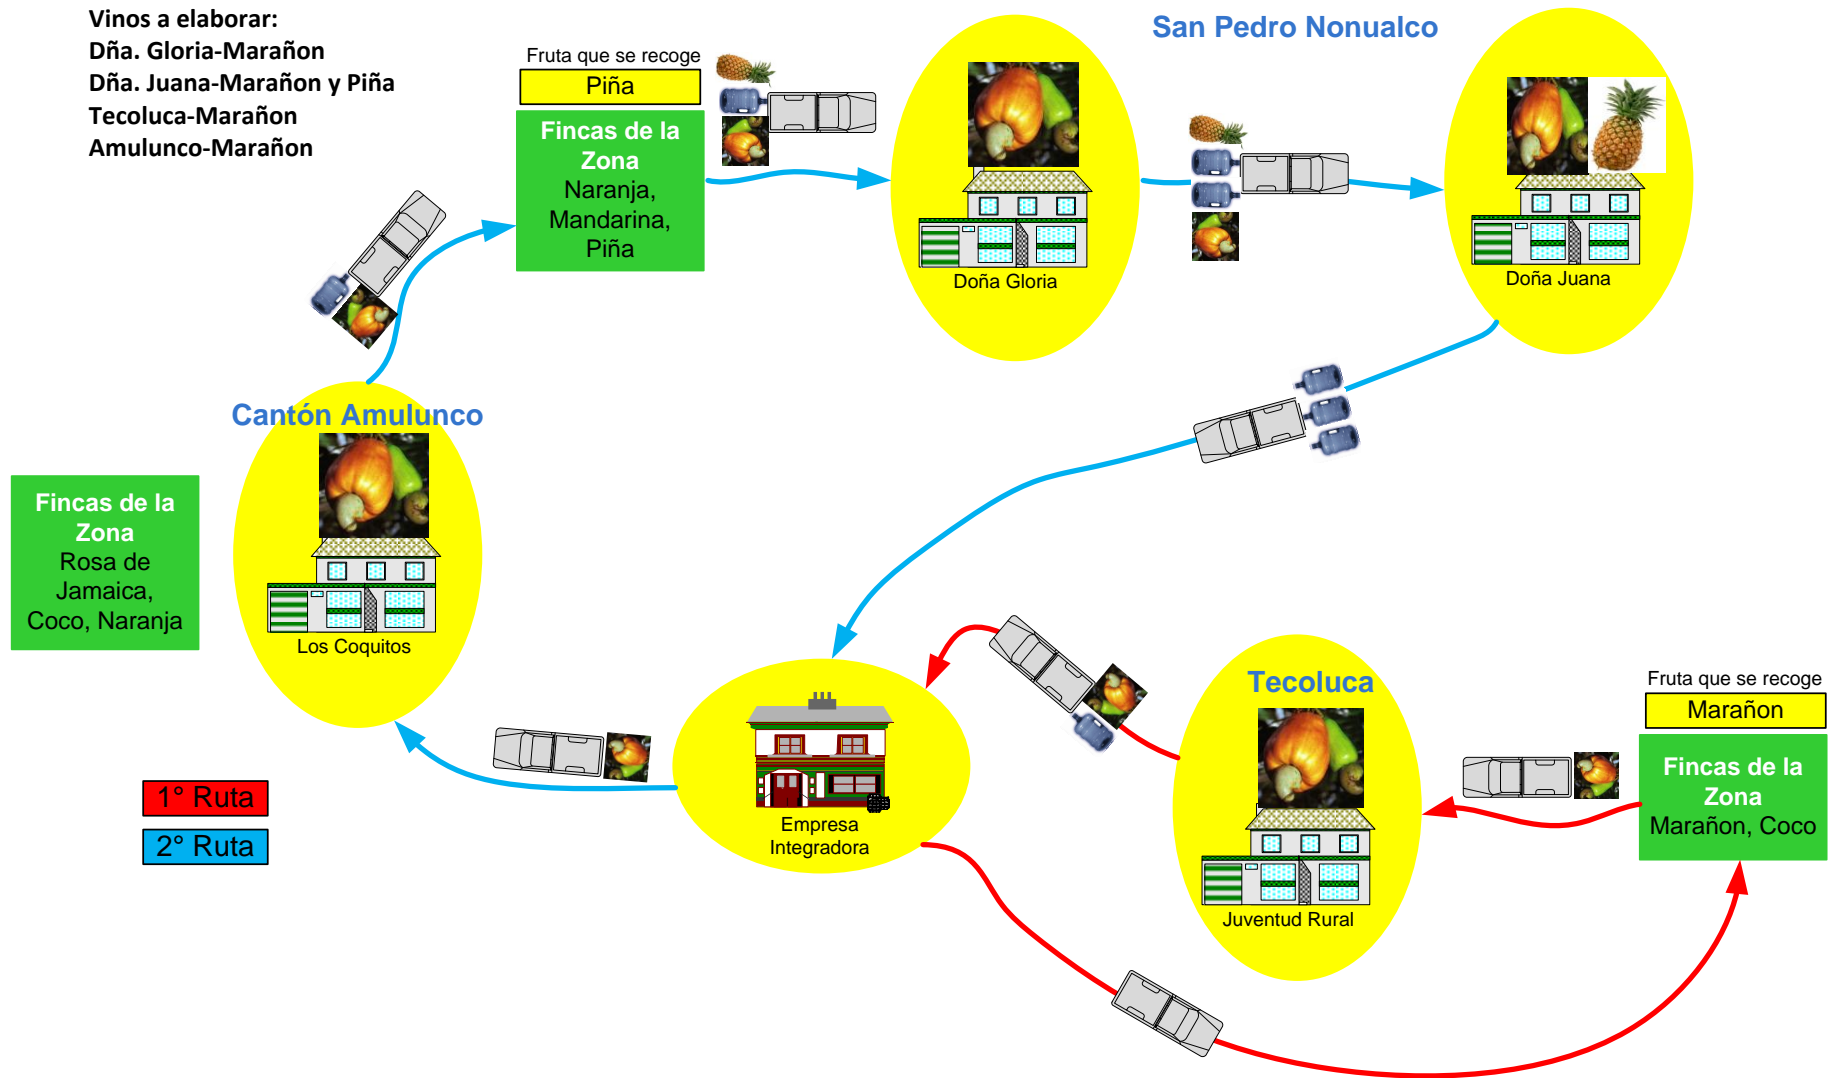 Vinos a elaborar:
Dña. Gloria-Marañon
Dña. Juana-Marañon y Piña
Tecoluca-Marañon
Amulunco-Marañon
Fruta que se recoge
Piña
Fincas de la
Zona
Naranja,
Mandarina,
Piña
San Pedro Nonualco
Doña Gloria
Doña Juana
Cantón Amulunco
Los Coquitos
Fincas de la
Zona
Rosa de
Jamaica,
Coco, Naranja
1° Ruta
2° Ruta
Empresa
Integradora
Tecoluca
Juventud Rural
Fruta que se recoge
Marañon
Fincas de la
Zona
Marañon, Coco